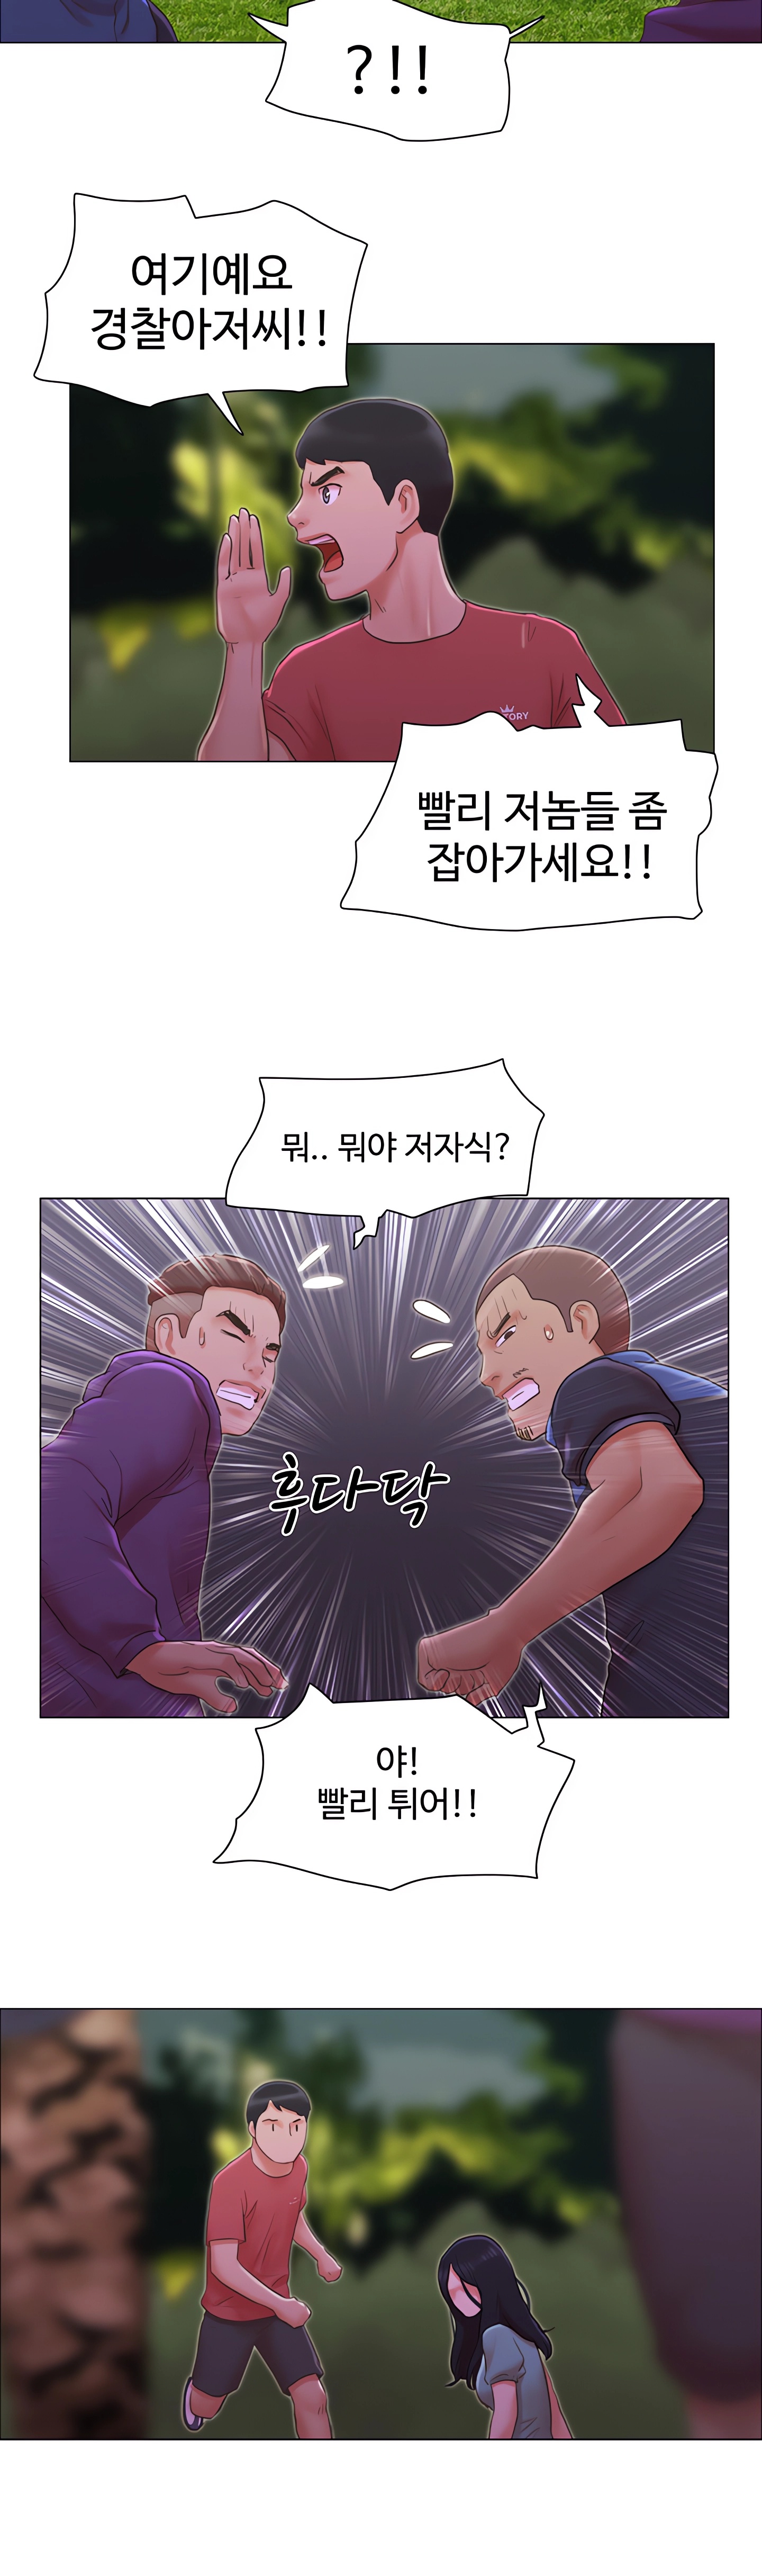 ?!!
여기예요
경찰아저씨!!
TORY
빨리 저놈들 좀
잡아가세요!!
뭐.. 뭐야 저자식?
후다닥
야!
빨리 튀어!!